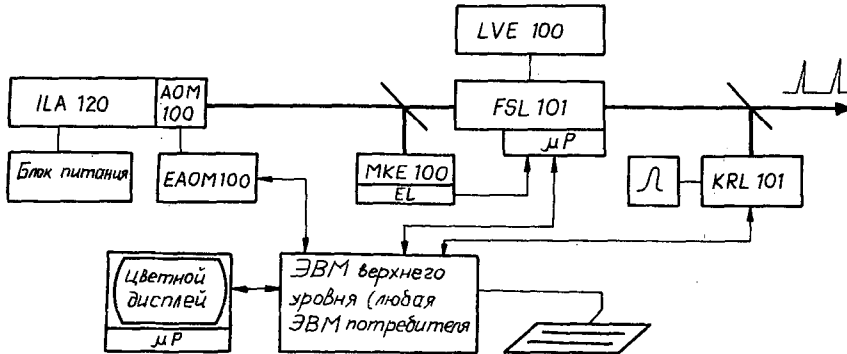 LVE 100
ILA 120
AOM
100
FSL 101
μP
Блок питания
EAOM100
MKE 100
EL
KRL 101
Цветной
дисплей
μP
ЭВМ верхнего
уровня (любая
ЭВМ потребителя